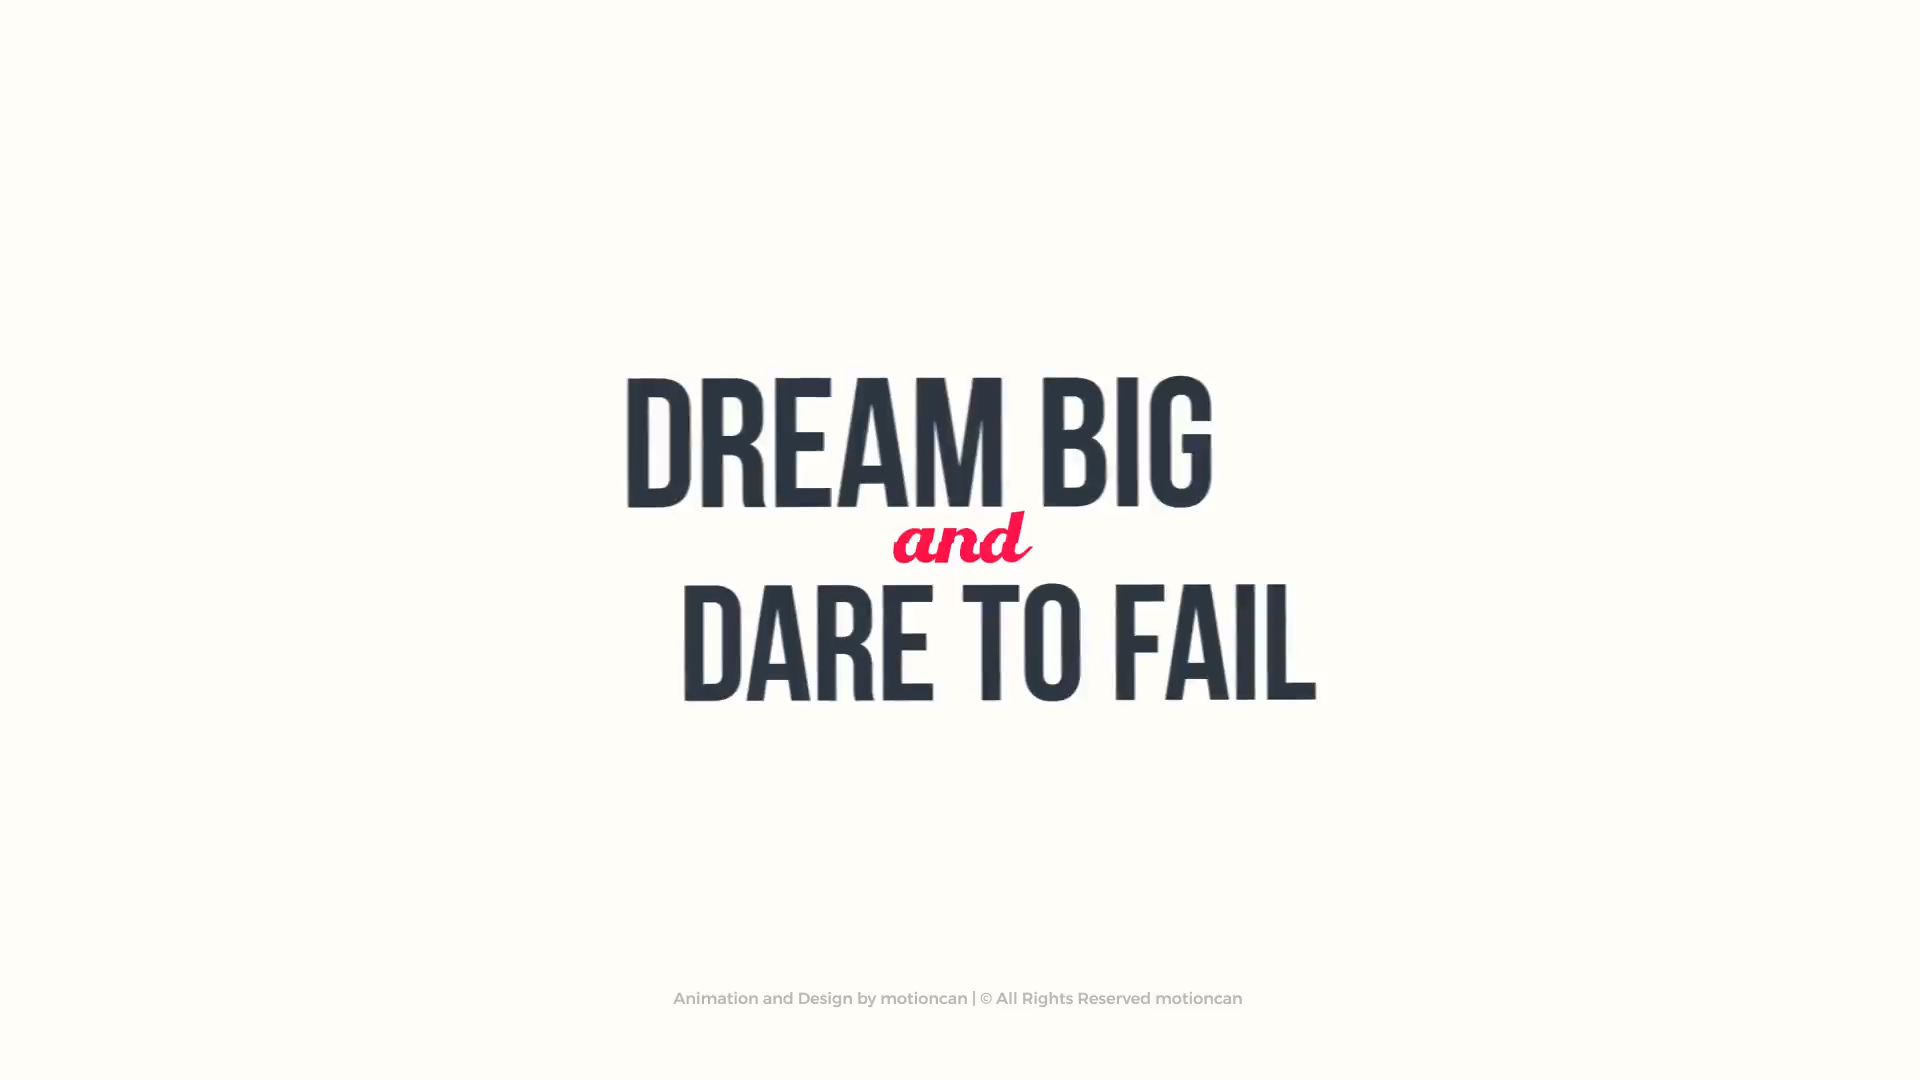 DREAM BIG
and
DARE TO FAIL
Animation and Design by motioncan | © All Rights Reserved motioncan